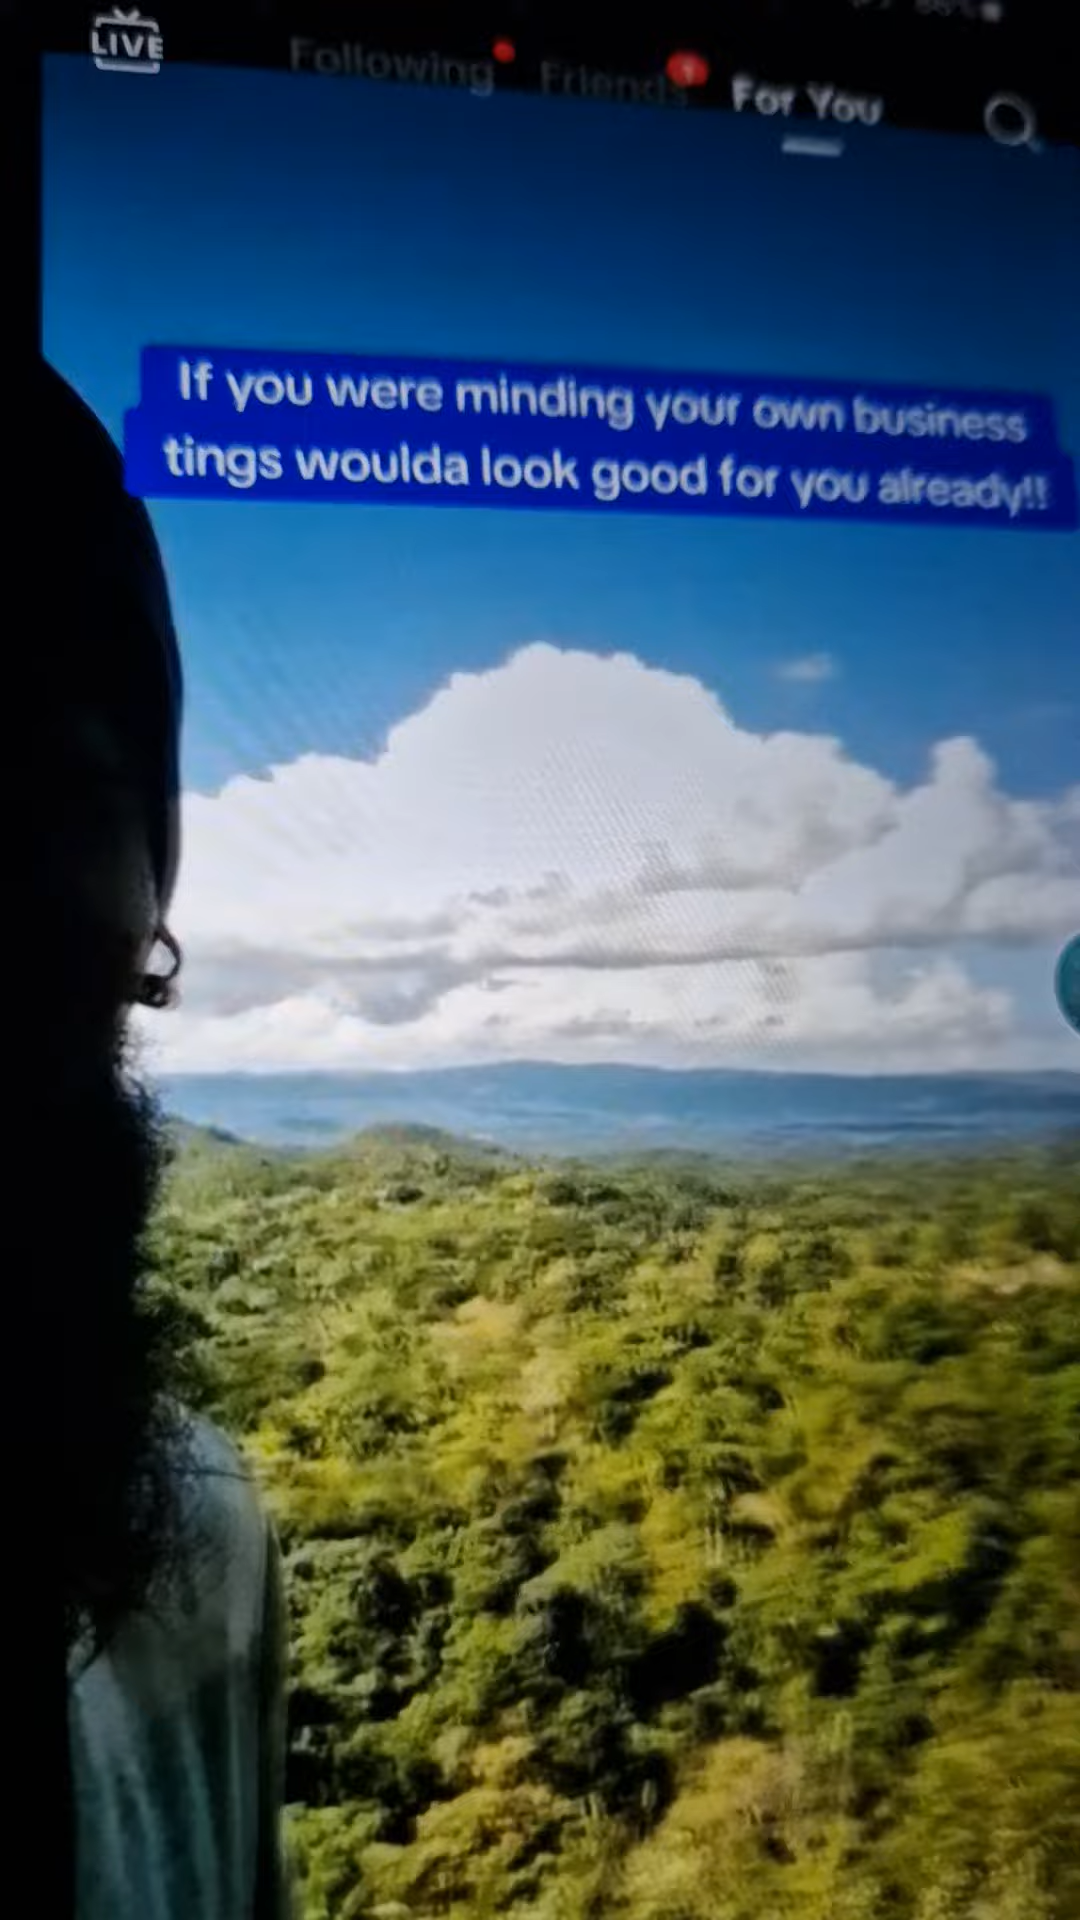 LIVE
Following Friends 1 For You
If you were minding your own business
tings woulda look good for you already!!